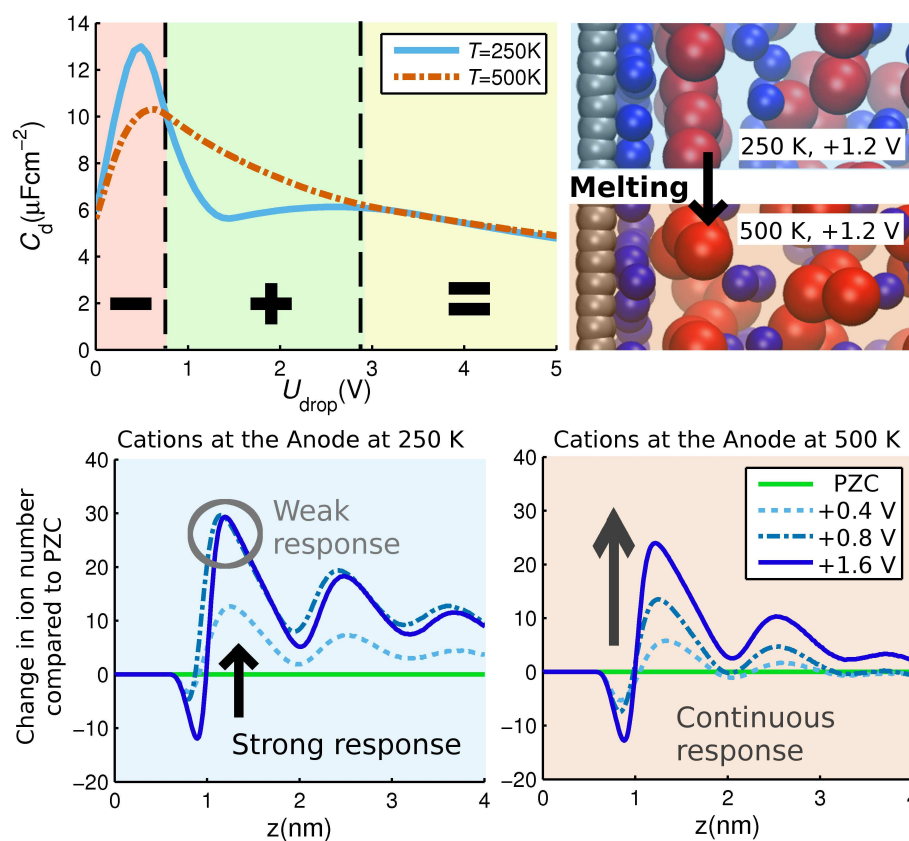 14
12
10
8
6
4
2
0
C_d(μFcm⁻²)
T=250K
T=500K
− + =
0 1 2 3 4 5
U_drop(V)
250 K, +1.2 V
Melting
500 K, +1.2 V
Cations at the Anode at 250 K
40
30
20
10
0
−10
−20
Change in ion number
compared to PZC
Weak
response
Strong response
0 1 2 3 4
z(nm)
Cations at the Anode at 500 K
40
30
20
10
0
−10
−20
PZC
+0.4 V
+0.8 V
+1.6 V
Continuous
response
0 1 2 3 4
z(nm)